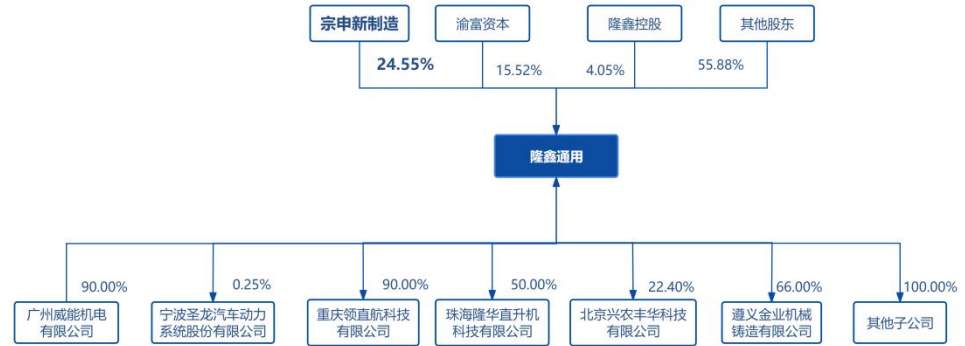 宗申新制造
渝富资本
隆鑫控股
其他股东
24.55%
15.52%
4.05%
55.88%
隆鑫通用
90.00%
0.25%
90.00%
50.00%
22.40%
66.00%
100.00%
广州威能机电
有限公司
宁波圣龙汽车动力
系统股份有限公司
重庆领直航科技
有限公司
珠海隆华直升机
科技有限公司
北京兴农丰华科技
有限公司
遵义金业机械
铸造有限公司
其他子公司